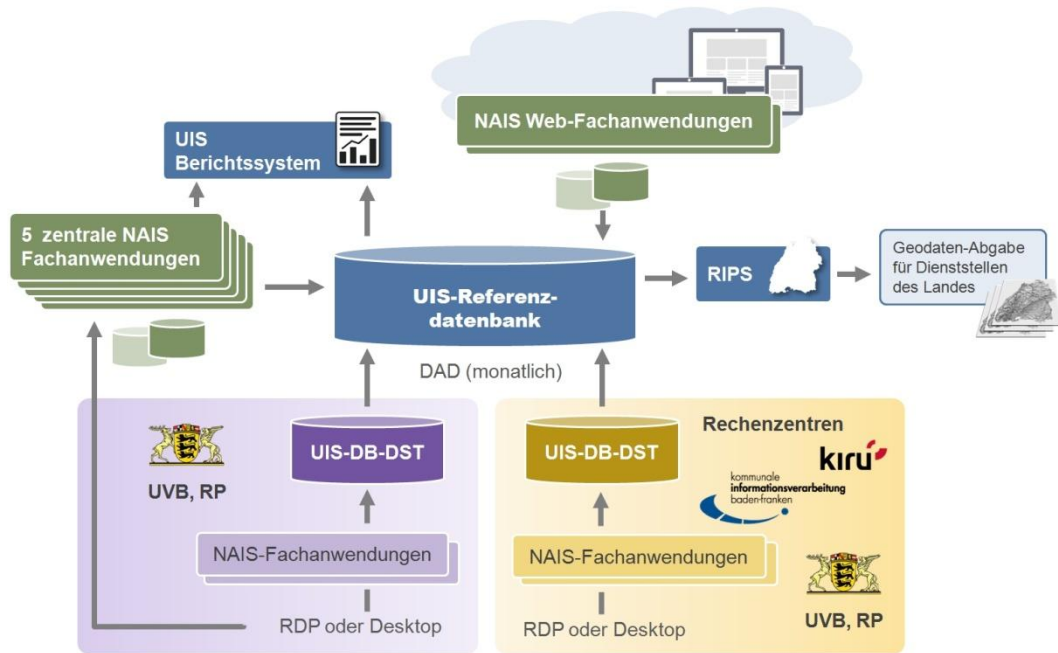 NAIS Web-Fachanwendungen
UIS
Berichtssystem
5 zentrale NAIS
Fachanwendungen
UIS-Referenz-
datenbank
RIPS
Geodaten-Abgabe
für Dienststellen
des Landes
DAD (monatlich)
UIS-DB-DST
UVB, RP
NAIS-Fachanwendungen
RDP oder Desktop
UIS-DB-DST
Rechenzentren
kiru
kommunale
informationsverarbeitung
baden-franken
NAIS-Fachanwendungen
UVB, RP
RDP oder Desktop